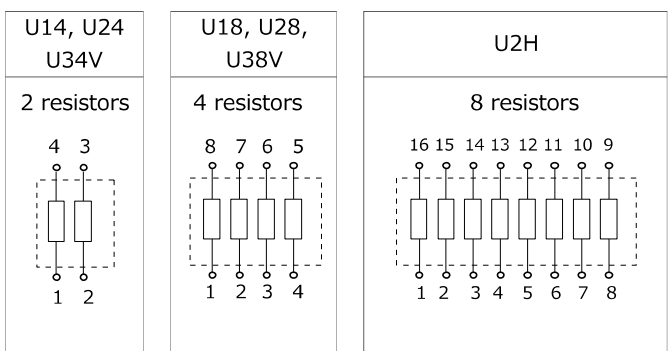 U14, U24
U34V
2 resistors
4 3
1 2
U18, U28,
U38V
4 resistors
8 7 6 5
1 2 3 4
U2H
8 resistors
16 15 14 13 12 11 10 9
1 2 3 4 5 6 7 8